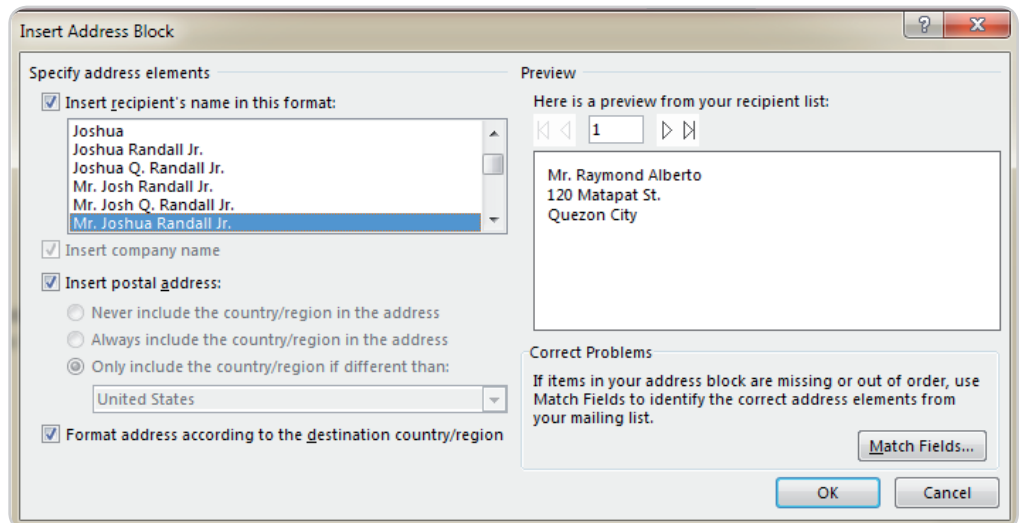 Insert Address Block
Specify address elements
Insert recipient's name in this format:
Joshua
Joshua Randall Jr.
Joshua Q. Randall Jr.
Mr. Josh Randall Jr.
Mr. Josh Q. Randall Jr.
Mr. Joshua Randall Jr.
Insert company name
Insert postal address:
Never include the country/region in the address
Always include the country/region in the address
Only include the country/region if different than:
United States
Format address according to the destination country/region
Preview
Here is a preview from your recipient list:
1
Mr. Raymond Alberto
120 Matapat St.
Quezon City
Correct Problems
If items in your address block are missing or out of order, use
Match Fields to identify the correct address elements from
your mailing list.
Match Fields...
OK
Cancel